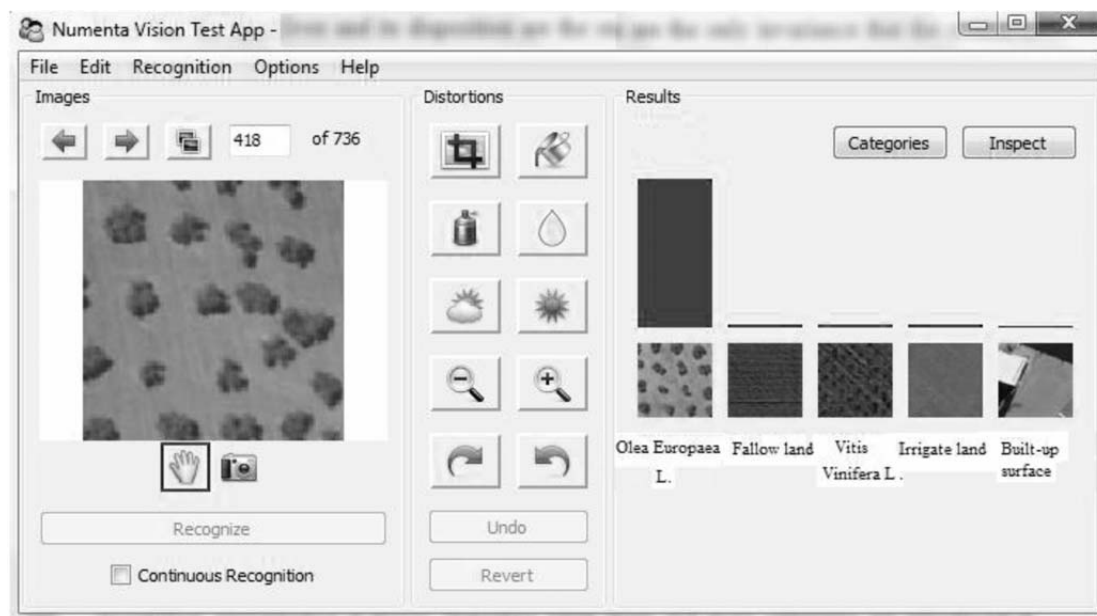 Numenta Vision Test App -
File Edit Recognition Options Help
Images
418 of 736
Recognize
Continuous Recognition
Distortions
Undo
Revert
Results
Categories Inspect
Olea Europaea
L.
Fallow land
Vitis
Vinifera L .
Irrigate land
Built-up
surface